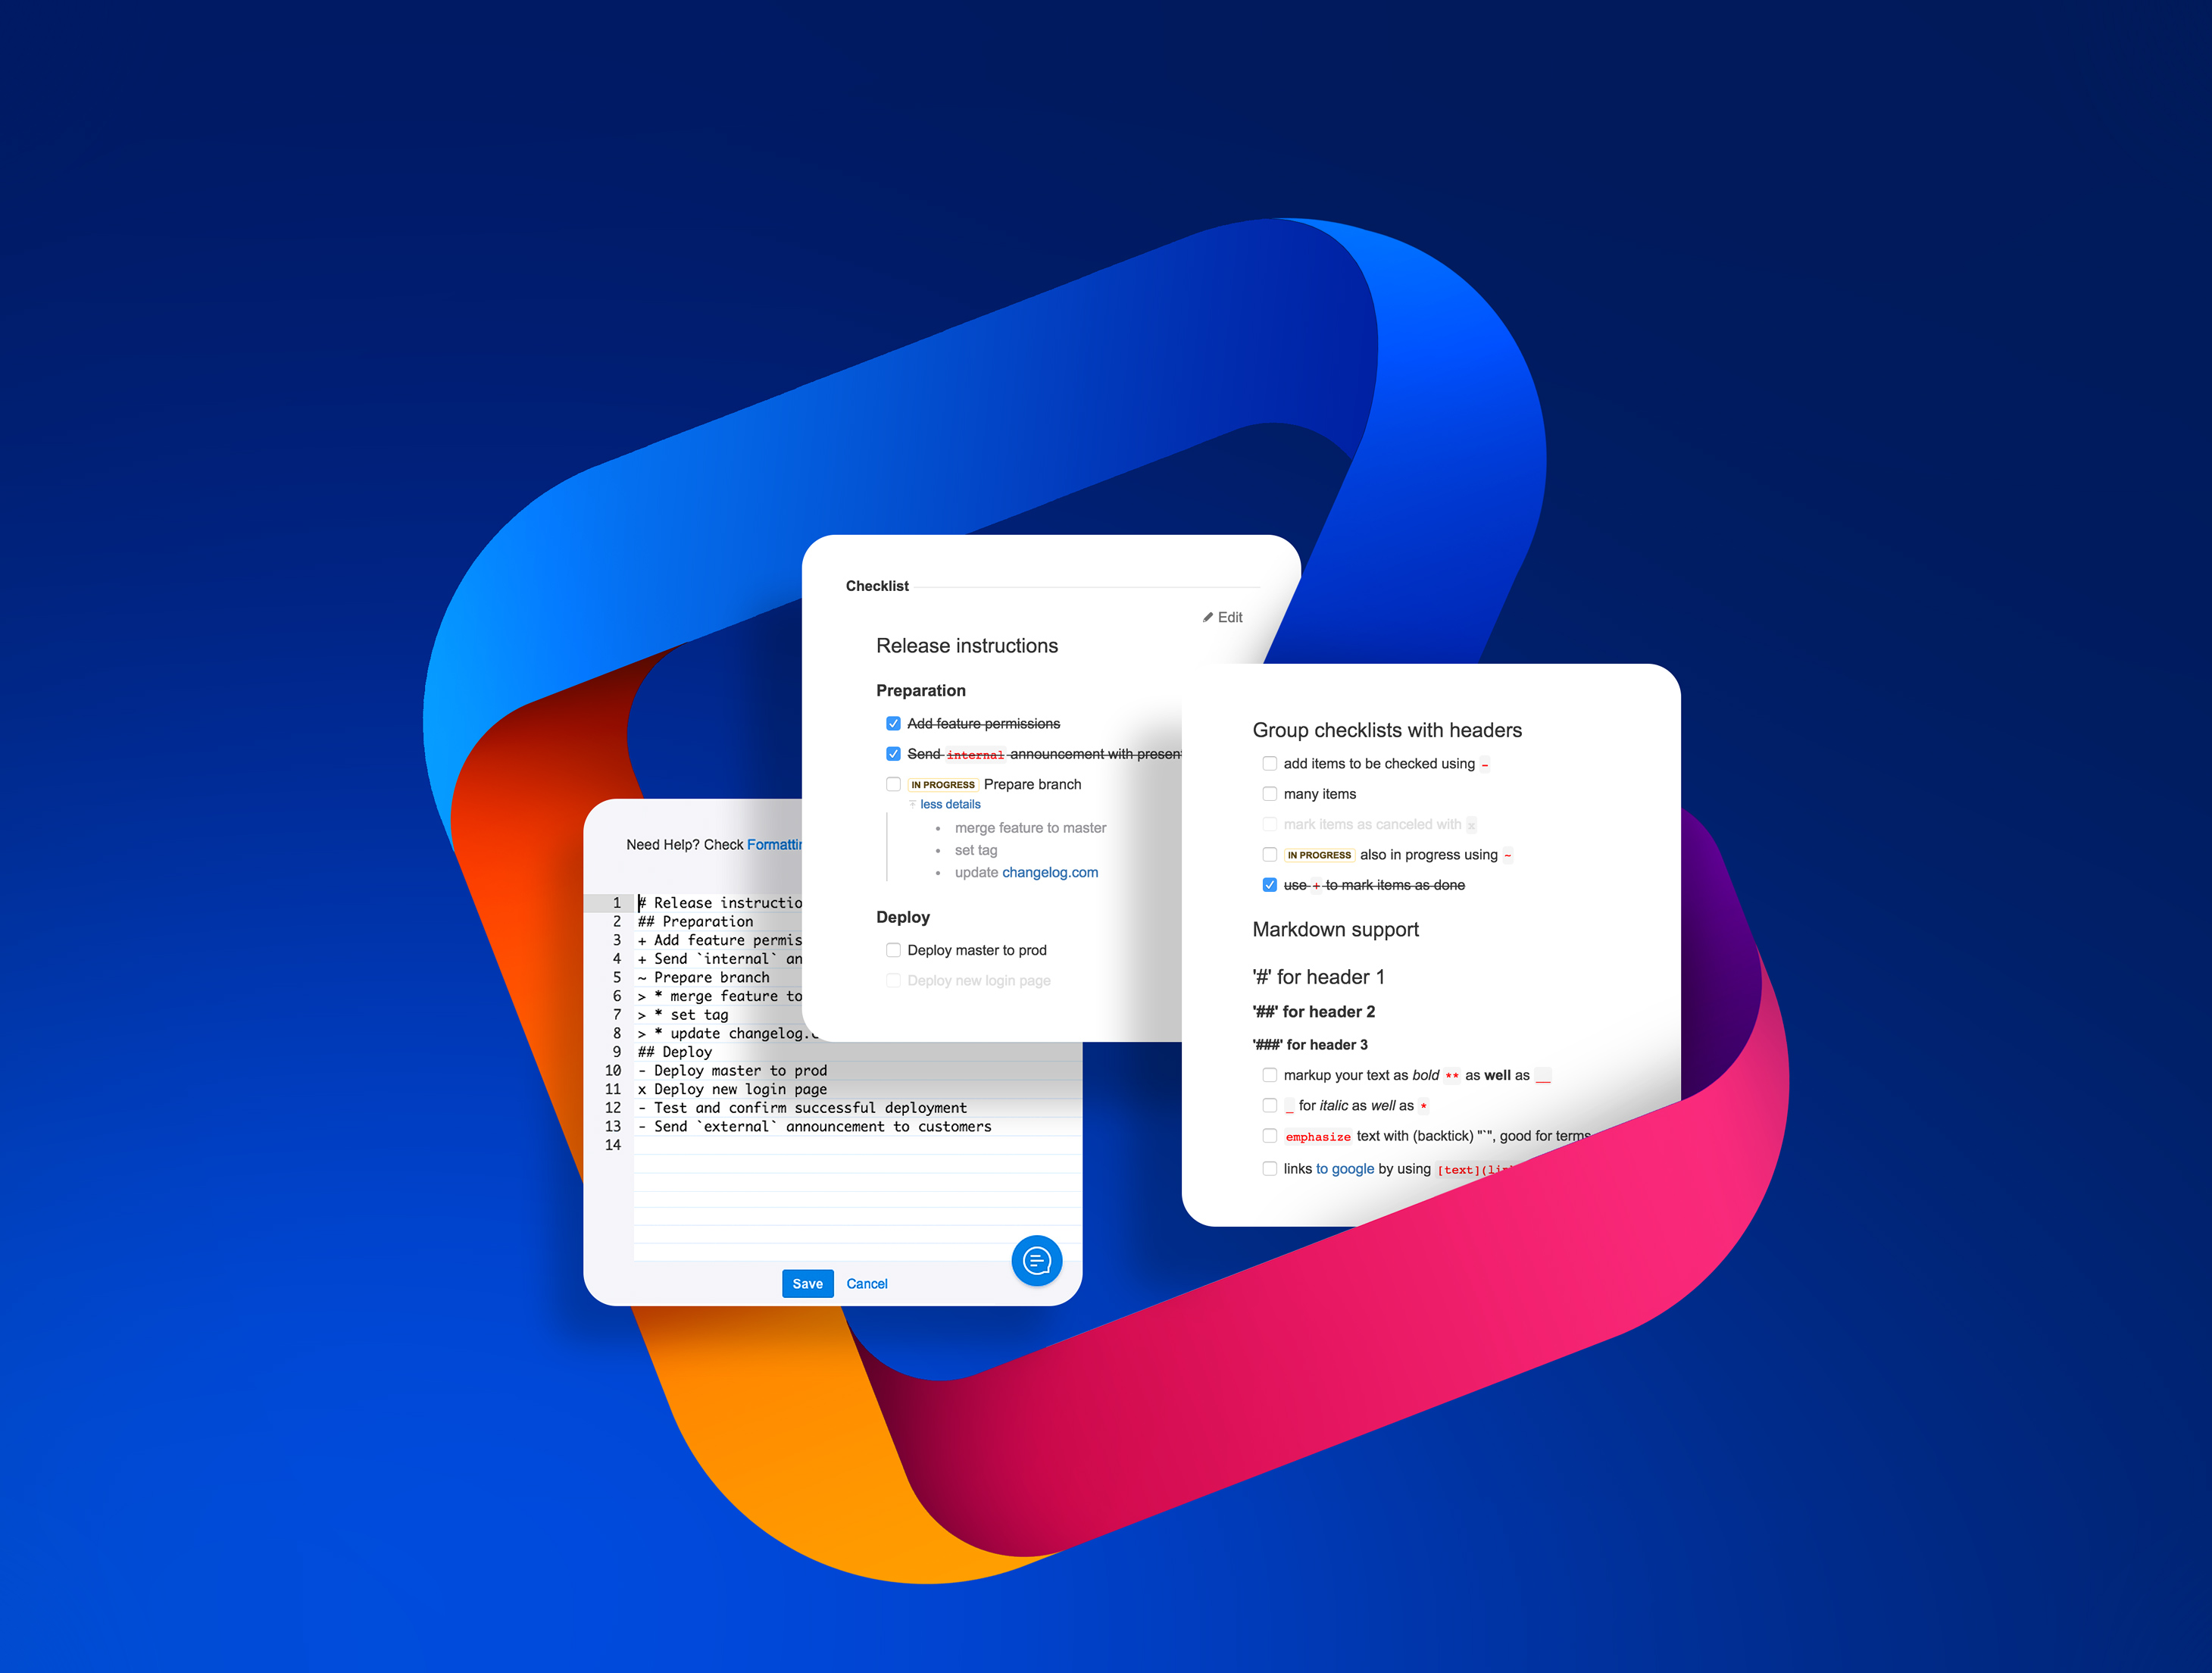 Checklist
Edit
Release instructions
Preparation
Add feature permissions
Send internal announcement with
IN PROGRESS Prepare branch
less details
• merge feature to master
• set tag
• update changelog.com
Deploy
Deploy master to prod
Deploy new login page
Need Help? Check
1 # Release
2 ## Preparation
3 + Add feature
4 + Send `internal`
5 ~ Prepare branch
6 > * merge feature to
7 > * set tag
8 > * update
9 ## Deploy
10 - Deploy master to prod
11 x Deploy new login page
12 - Test and confirm successful deployment
13 - Send `external` announcement to customers
14
Save Cancel
Group checklists with headers
add items to be checked using -
many items
mark items as canceled with x
IN PROGRESS also in progress using ~
use + to mark items as done
Markdown support
'#' for header 1
'##' for header 2
'###' for header 3
markup your text as bold ** as well as __
_ for italic as well as *
emphasize text with (backtick) "`", good for terms
links to google by using